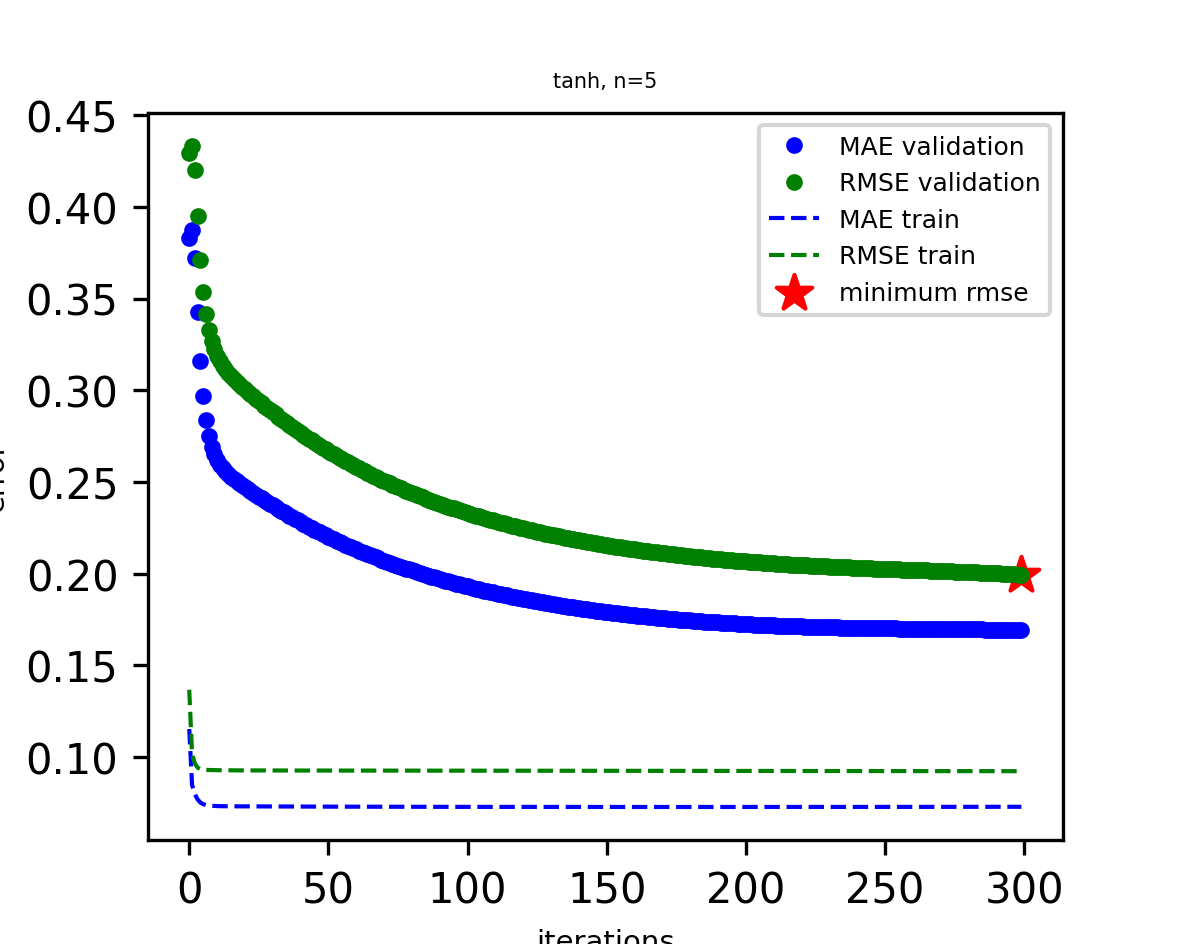 tanh, n=5
0.45
0.40
0.35
0.30
0.25
0.20
0.15
0.10
MAE validation
RMSE validation
MAE train
RMSE train
minimum rmse
0 50 100 150 200 250 300
iterations